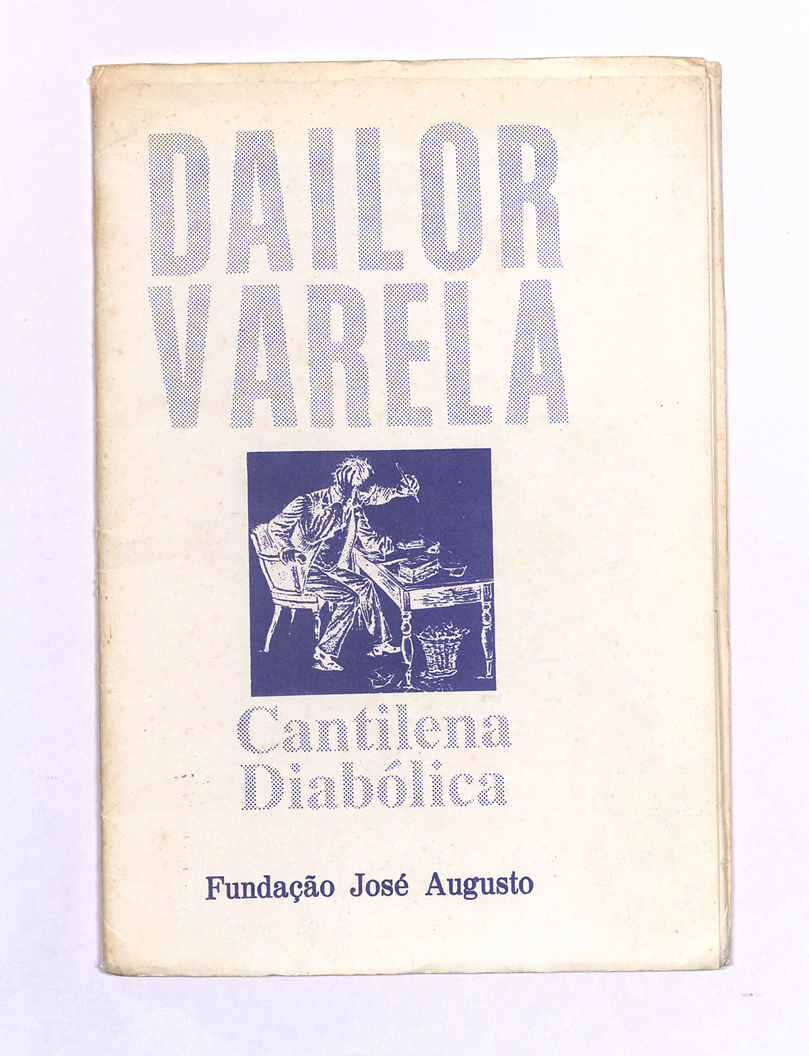 DAILOR
VARELA
Cantilena
Diabólica
Fundação José Augusto